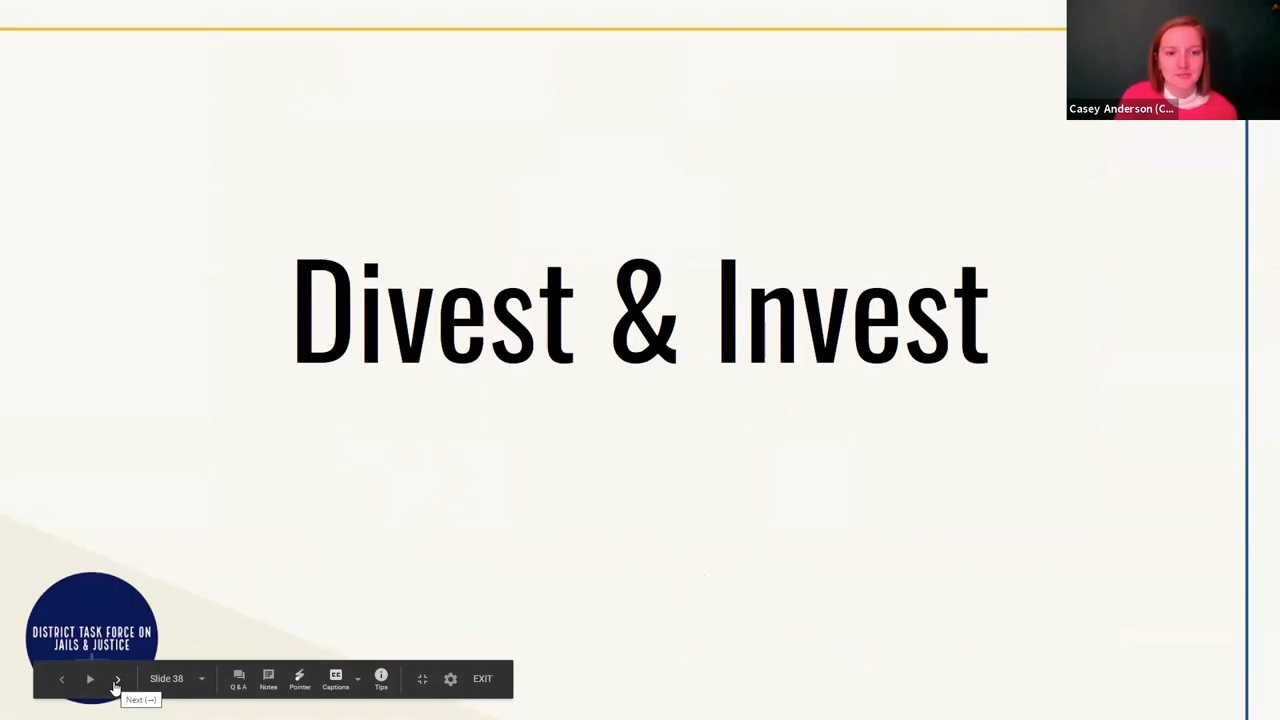 Casey Anderson (C...
Divest & Invest
DISTRICT TASK FORCE ON
JAILS & JUSTICE
Slide 38
Q & A
Notes
Pointer
Captions
Tips
EXIT
Next (→)